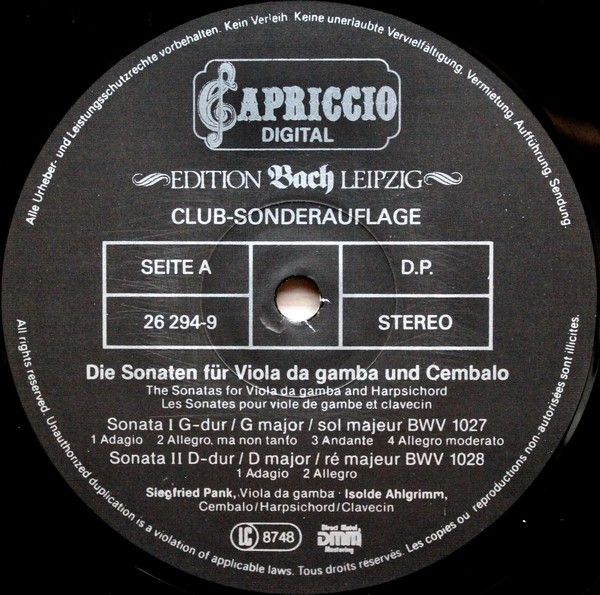 Alle Urheber- und Leistungsschutzrechte vorbehalten. Kein Verleih. Keine unerlaubte Vervielfältigung, Vermietung, Aufführung, Sendung.
CAPRICCIO
DIGITAL
EDITION Bach LEIPZIG
CLUB-SONDERAUFLAGE
SEITE A
D.P.
26 294-9
STEREO
Die Sonaten für Viola da gamba und Cembalo
The Sonatas for Viola da gamba and Harpsichord
Les Sonates pour viole de gambe et clavecin
Sonata I G-dur / G major / sol majeur BWV 1027
1 Adagio 2 Allegro, ma non tanto 3 Andante 4 Allegro moderato
Sonata II D-dur / D major / ré majeur BWV 1028
1 Adagio 2 Allegro
Siegfried Pank, Viola da gamba · Isolde Ahlgrimm,
Cembalo/Harpsichord/Clavecin
LC 8748
Direct Metal
DMM
Mastering
All rights reserved. Unauthorized duplication is a violation of applicable laws. Tous droits réservés. Les copies ou reproductions non-autorisées sont illicites.